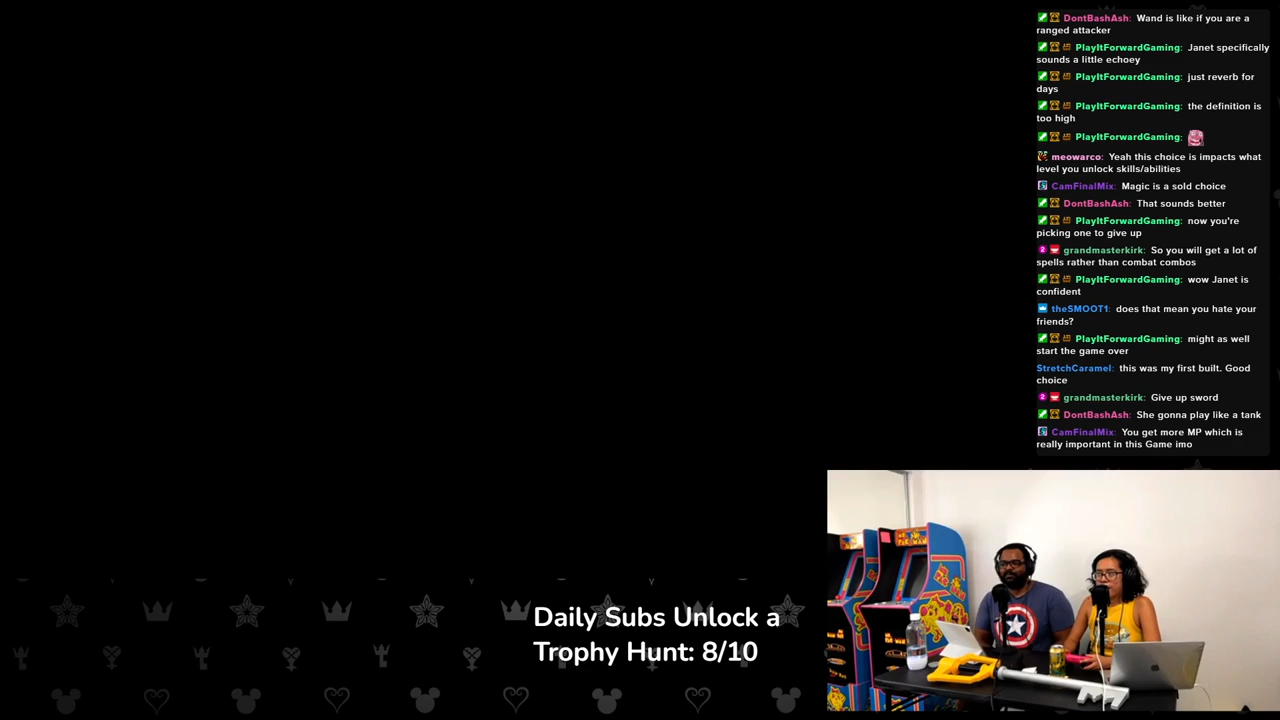 DontBashAsh: Wand is like if you are a
ranged attacker
PlayItForwardGaming: Janet specifically
sounds a little echoey
PlayItForwardGaming: just reverb for
days
PlayItForwardGaming: the definition is
too high
PlayItForwardGaming:
meowarco: Yeah this choice is impacts what
level you unlock skills/abilities
CamFinalMix: Magic is a sold choice
DontBashAsh: That sounds better
PlayItForwardGaming: now you're
picking one to give up
grandmasterkirk: So you will get a lot of
spells rather than combat combos
PlayItForwardGaming: wow Janet is
confident
theSMOOT1: does that mean you hate your
friends?
PlayItForwardGaming: might as well
start the game over
StretchCaramel: this was my first built. Good
choice
grandmasterkirk: Give up sword
DontBashAsh: She gonna play like a tank
CamFinalMix: You get more MP which is
really important in this Game imo
Daily Subs Unlock a
Trophy Hunt: 8/10